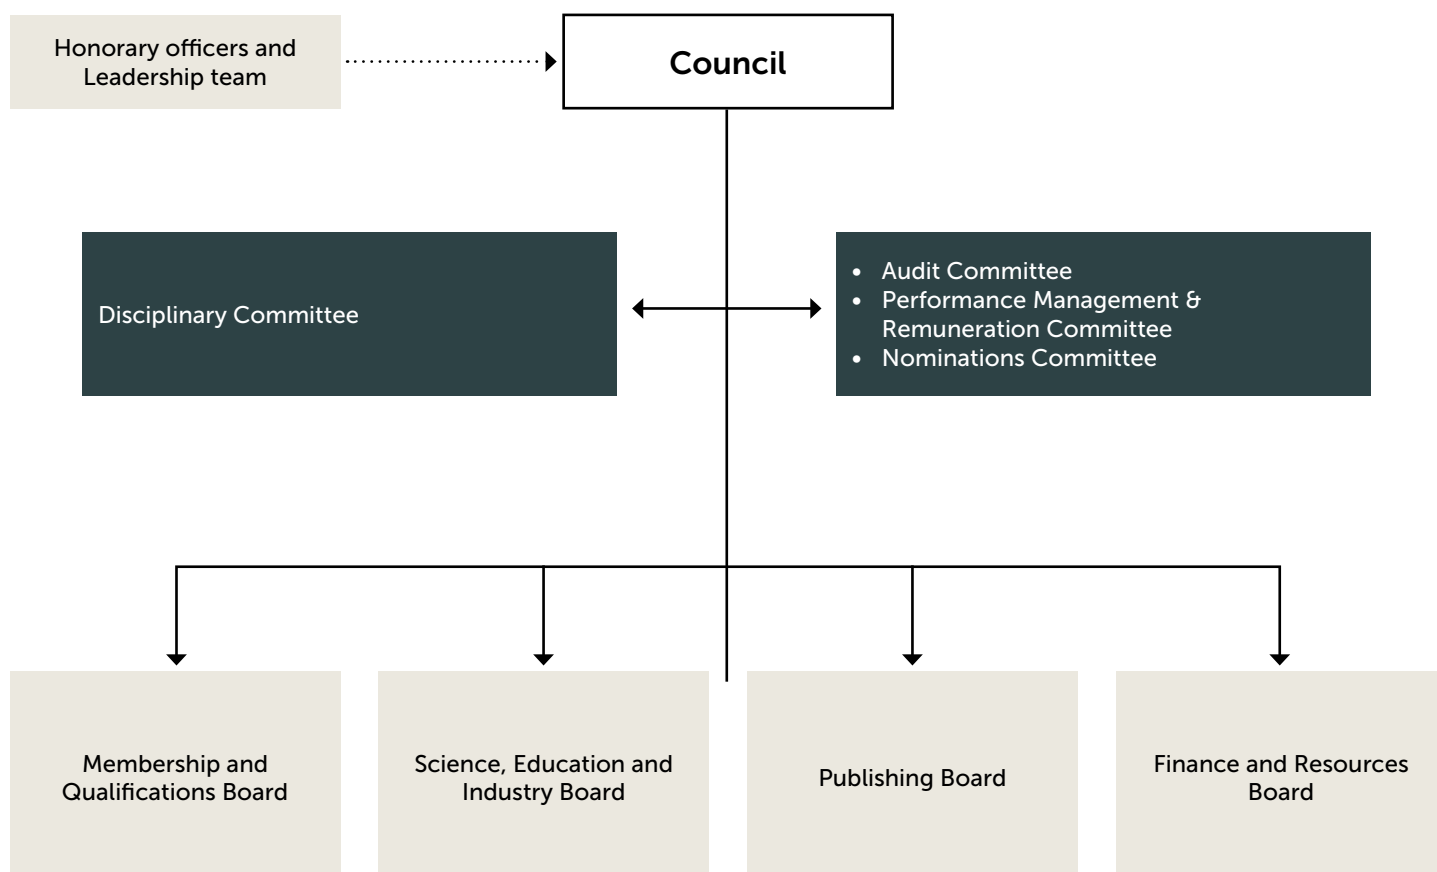 Honorary officers and
Leadership team
Council
Disciplinary Committee
• Audit Committee
• Performance Management &
Remuneration Committee
• Nominations Committee
Membership and
Qualifications Board
Science, Education and
Industry Board
Publishing Board
Finance and Resources
Board